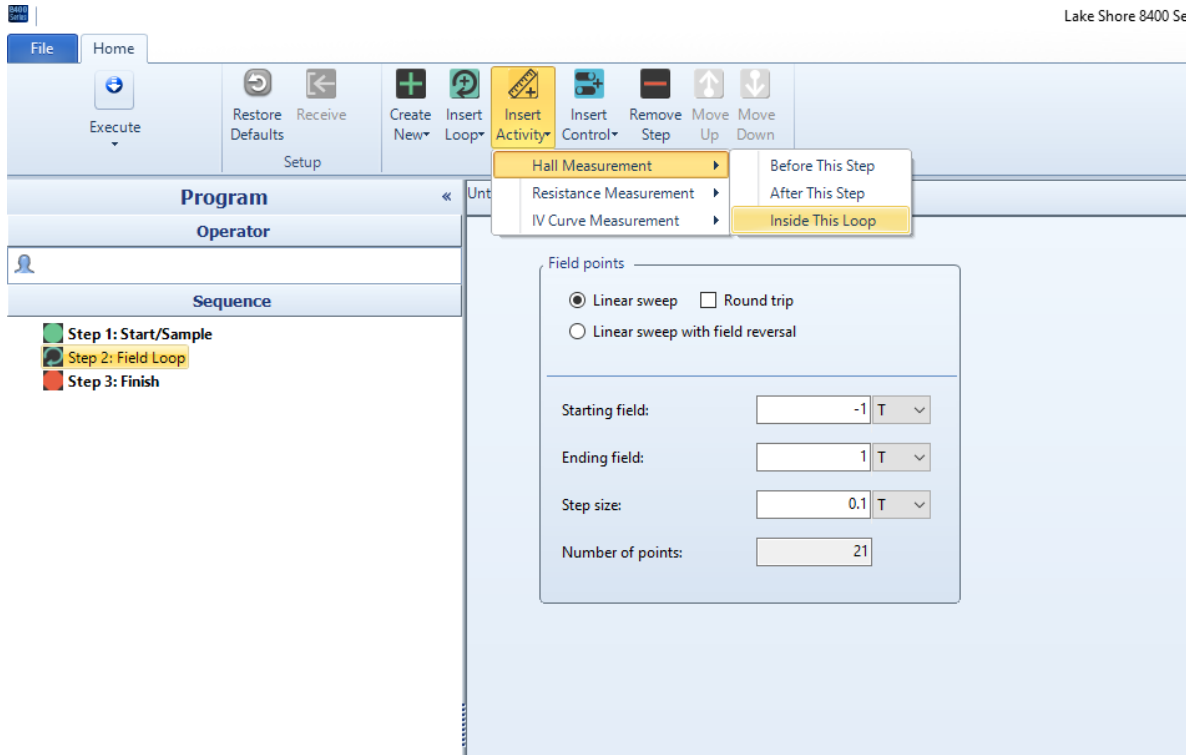 8400
Series
Lake Shore 8400 Se
File Home
Execute
Restore Defaults
Receive
Setup
Create New
Insert Loop
Insert Activity
Insert Control
Remove Step
Move Up
Move Down
Hall Measurement
Resistance Measurement
IV Curve Measurement
Before This Step
After This Step
Inside This Loop
Program «
Unt
Operator
Sequence
Step 1: Start/Sample
Step 2: Field Loop
Step 3: Finish
Field points
Linear sweep Round trip
Linear sweep with field reversal
Starting field: -1 T
Ending field: 1 T
Step size: 0.1 T
Number of points: 21